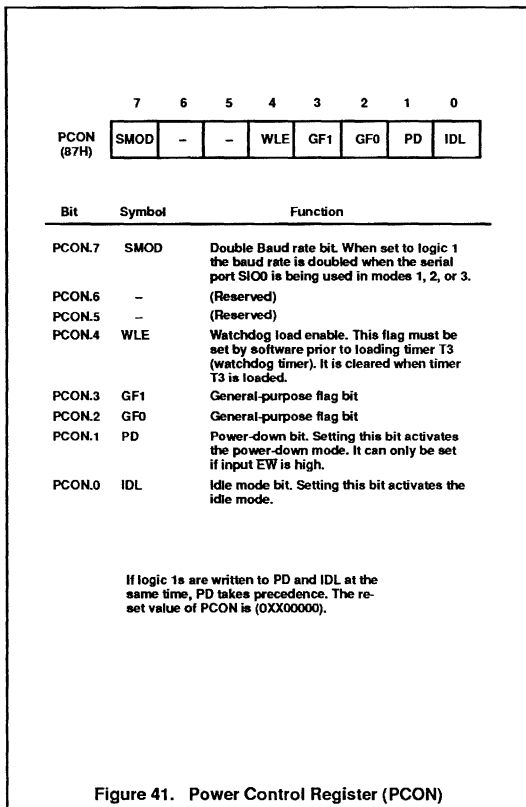 7 6 5 4 3 2 1 0
PCON (87H) SMOD – – WLE GF1 GF0 PD IDL
Bit Symbol Function
PCON.7 SMOD Double Baud rate bit. When set to logic 1
the baud rate is doubled when the serial
port SIO0 is being used in modes 1, 2, or 3.
PCON.6 – (Reserved)
PCON.5 – (Reserved)
PCON.4 WLE Watchdog load enable. This flag must be
set by software prior to loading timer T3
(watchdog timer). It is cleared when timer
T3 is loaded.
PCON.3 GF1 General-purpose flag bit
PCON.2 GF0 General-purpose flag bit
PCON.1 PD Power-down bit. Setting this bit activates
the power-down mode. It can only be set
if input E̅W̅ is high.
PCON.0 IDL Idle mode bit. Setting this bit activates the
idle mode.
If logic 1s are written to PD and IDL at the
same time, PD takes precedence. The re-
set value of PCON is (0XX00000).
Figure 41. Power Control Register (PCON)